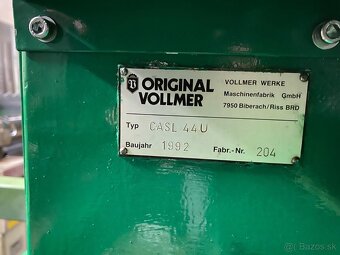 ORIGINAL
VOLLMER
VOLLMER WERKE
Maschinenfabrik GmbH
7950 Biberach/Riss BRD
Typ CASL 44U
Baujahr 1992 Fabr.-Nr. 204
Bazos.sk